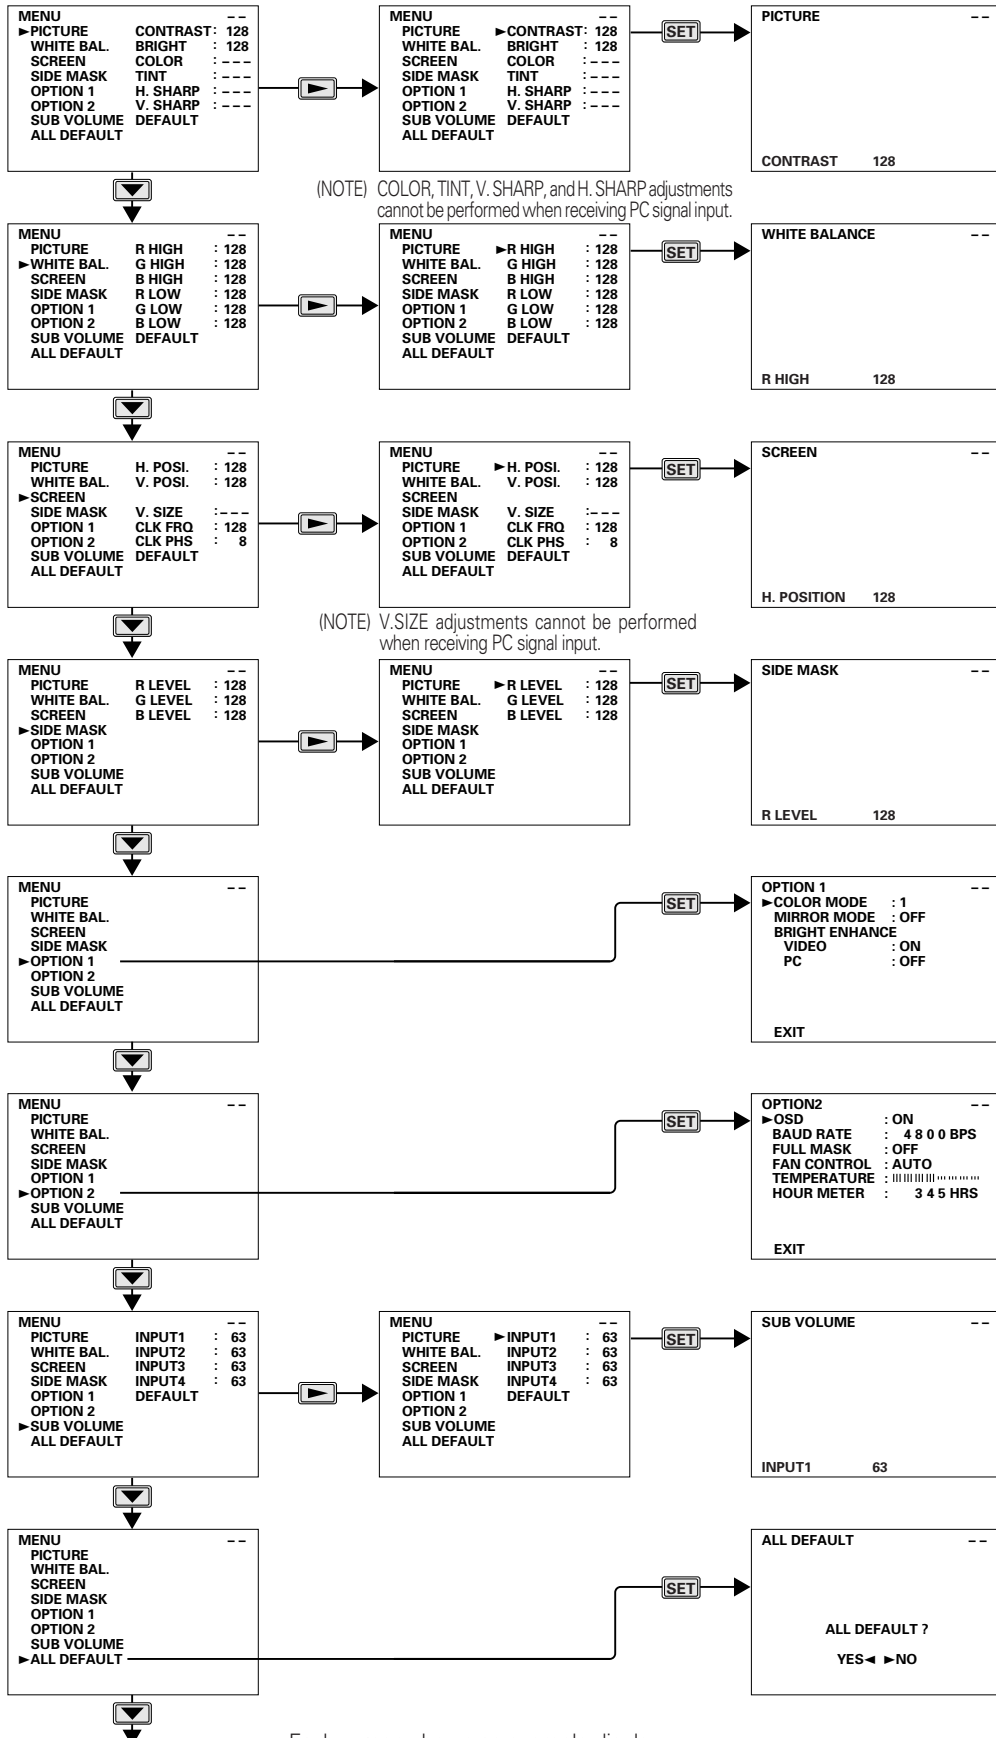 MENU – –
►PICTURE CONTRAST : 128
WHITE BAL. BRIGHT : 128
SCREEN COLOR : – – –
SIDE MASK TINT : – – –
OPTION 1 H. SHARP : – – –
OPTION 2 V. SHARP : – – –
SUB VOLUME DEFAULT
ALL DEFAULT
►
MENU – –
PICTURE ►CONTRAST : 128
WHITE BAL. BRIGHT : 128
SCREEN COLOR : – – –
SIDE MASK TINT : – – –
OPTION 1 H. SHARP : – – –
OPTION 2 V. SHARP : – – –
SUB VOLUME DEFAULT
ALL DEFAULT
SET
PICTURE – –
CONTRAST 128
(NOTE) COLOR, TINT, V. SHARP, and H. SHARP adjustments
cannot be performed when receiving PC signal input.
MENU – –
PICTURE R HIGH : 128
►WHITE BAL. G HIGH : 128
SCREEN B HIGH : 128
SIDE MASK R LOW : 128
OPTION 1 G LOW : 128
OPTION 2 B LOW : 128
SUB VOLUME DEFAULT
ALL DEFAULT
MENU – –
PICTURE ►R HIGH : 128
WHITE BAL. G HIGH : 128
SCREEN B HIGH : 128
SIDE MASK R LOW : 128
OPTION 1 G LOW : 128
OPTION 2 B LOW : 128
SUB VOLUME DEFAULT
ALL DEFAULT
SET
WHITE BALANCE – –
R HIGH 128
MENU – –
PICTURE H. POSI. : 128
WHITE BAL. V. POSI. : 128
►SCREEN
SIDE MASK V. SIZE : – – –
OPTION 1 CLK FRQ : 128
OPTION 2 CLK PHS : 8
SUB VOLUME DEFAULT
ALL DEFAULT
MENU – –
PICTURE ►H. POSI. : 128
WHITE BAL. V. POSI. : 128
SCREEN
SIDE MASK V. SIZE : – – –
OPTION 1 CLK FRQ : 128
OPTION 2 CLK PHS : 8
SUB VOLUME DEFAULT
ALL DEFAULT
SET
SCREEN – –
H. POSITION 128
(NOTE) V.SIZE adjustments cannot be performed
when receiving PC signal input.
MENU – –
PICTURE R LEVEL : 128
WHITE BAL. G LEVEL : 128
SCREEN B LEVEL : 128
►SIDE MASK
OPTION 1
OPTION 2
SUB VOLUME
ALL DEFAULT
MENU – –
PICTURE ►R LEVEL : 128
WHITE BAL. G LEVEL : 128
SCREEN B LEVEL : 128
SIDE MASK
OPTION 1
OPTION 2
SUB VOLUME
ALL DEFAULT
SET
SIDE MASK – –
R LEVEL 128
MENU – –
PICTURE
WHITE BAL.
SCREEN
SIDE MASK
►OPTION 1
OPTION 2
SUB VOLUME
ALL DEFAULT
SET
OPTION 1 – –
►COLOR MODE : 1
MIRROR MODE : OFF
BRIGHT ENHANCE
VIDEO : ON
PC : OFF
EXIT
MENU – –
PICTURE
WHITE BAL.
SCREEN
SIDE MASK
OPTION 1
►OPTION 2
SUB VOLUME
ALL DEFAULT
SET
OPTION2 – –
►OSD : ON
BAUD RATE : 4 8 0 0 BPS
FULL MASK : OFF
FAN CONTROL : AUTO
TEMPERATURE :
HOUR METER : 3 4 5 HRS
EXIT
MENU – –
PICTURE INPUT1 : 63
WHITE BAL. INPUT2 : 63
SCREEN INPUT3 : 63
SIDE MASK INPUT4 : 63
OPTION 1 DEFAULT
OPTION 2
►SUB VOLUME
ALL DEFAULT
MENU – –
PICTURE ►INPUT1 : 63
WHITE BAL. INPUT2 : 63
SCREEN INPUT3 : 63
SIDE MASK INPUT4 : 63
OPTION 1 DEFAULT
OPTION 2
SUB VOLUME
ALL DEFAULT
SET
SUB VOLUME – –
INPUT1 63
MENU – –
PICTURE
WHITE BAL.
SCREEN
SIDE MASK
OPTION 1
OPTION 2
SUB VOLUME
►ALL DEFAULT
SET
ALL DEFAULT – –
ALL DEFAULT ?
YES◄ ►NO